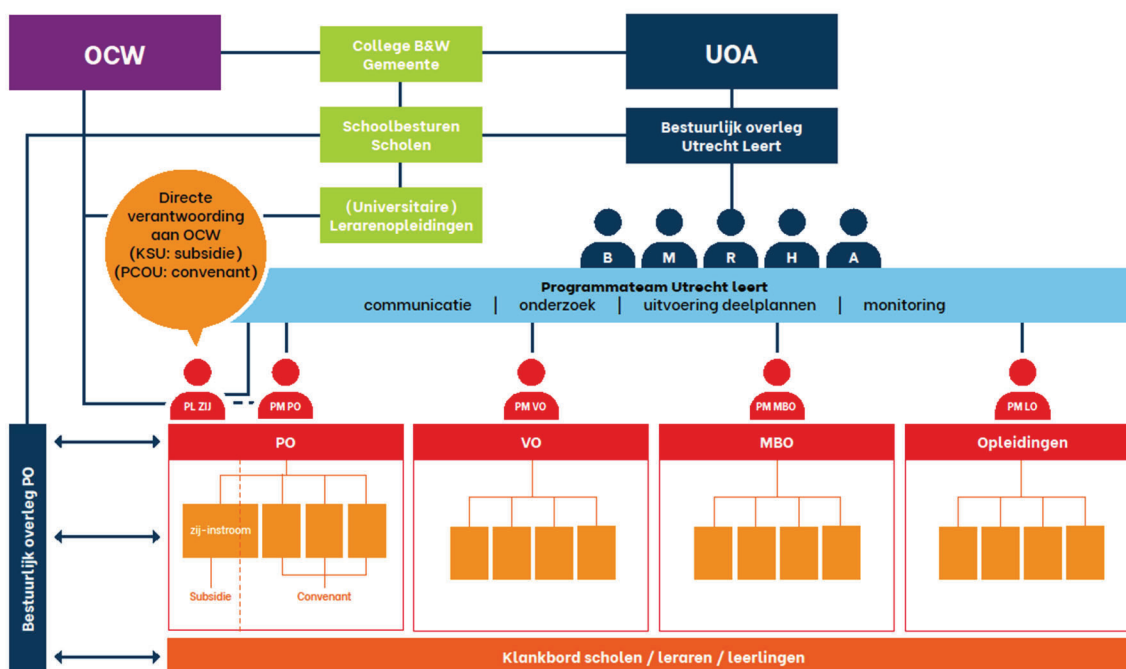 OCW
College B&W
Gemeente
UOA
Schoolbesturen
Scholen
Bestuurlijk overleg
Utrecht Leert
(Universitaire)
Lerarenopleidingen
Directe
verantwoording
aan OCW
(KSU: subsidie)
(PCOU: convenant)
B M R H A
Programmateam Utrecht leert
communicatie | onderzoek | uitvoering deelplannen | monitoring
PL ZIJ
PM PO
PM VO
PM MBO
PM LO
Bestuurlijk overleg PO
PO
VO
MBO
Opleidingen
zij-instroom
Subsidie
Convenant
Klankbord scholen / leraren / leerlingen